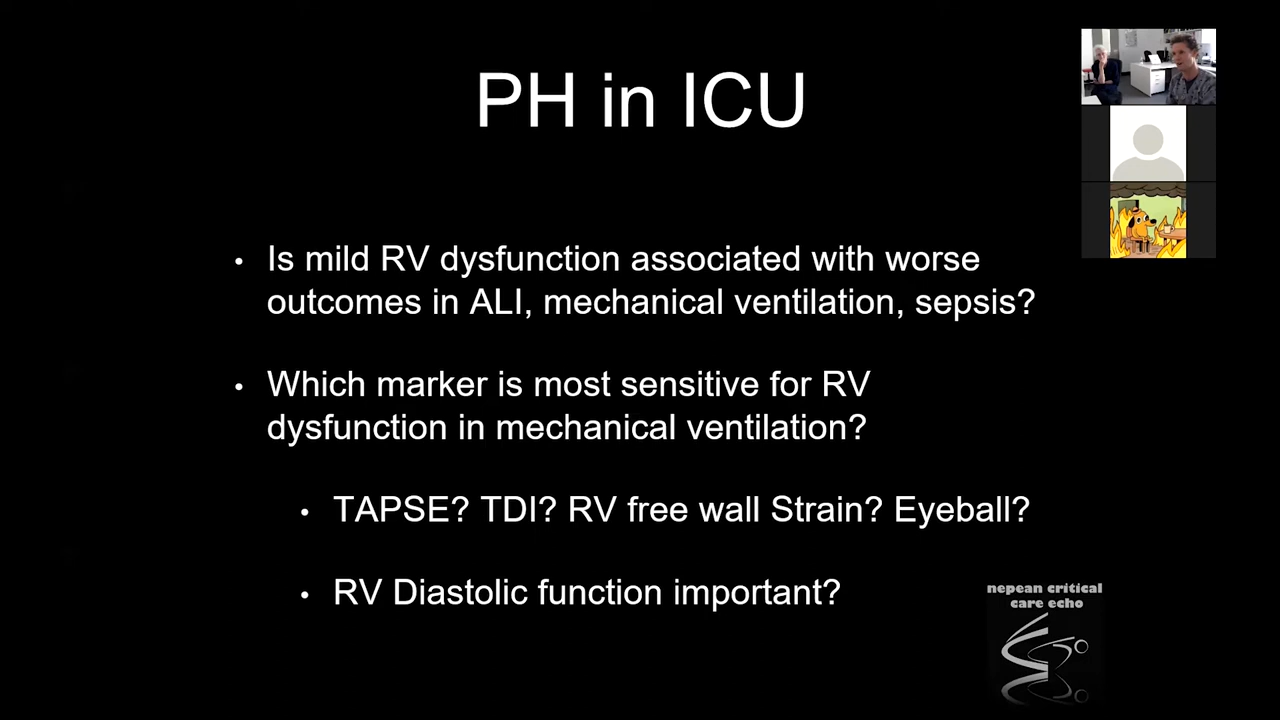 PH in ICU
• Is mild RV dysfunction associated with worse
outcomes in ALI, mechanical ventilation, sepsis?
• Which marker is most sensitive for RV
dysfunction in mechanical ventilation?
• TAPSE? TDI? RV free wall Strain? Eyeball?
• RV Diastolic function important?
nepean critical
care echo